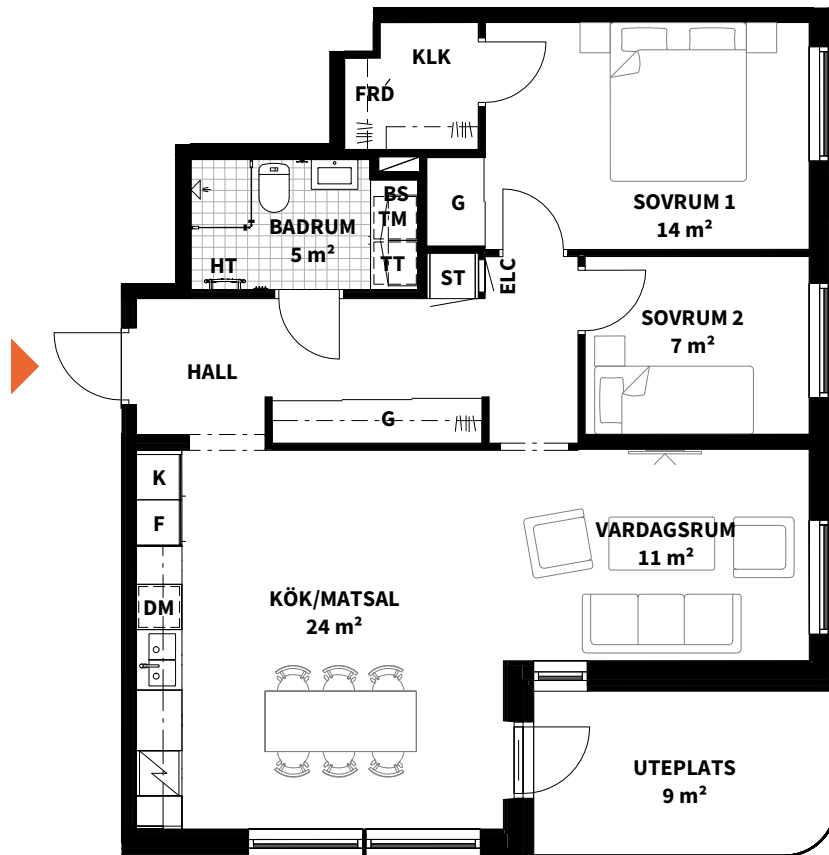 KLK
FRD
BS
TM
G
SOVRUM 1
14 m²
BADRUM
5 m²
HT
TT
ST
ELC
SOVRUM 2
7 m²
HALL
G
K
F
VARDAGSRUM
11 m²
DM
KÖK/MATSAL
24 m²
UTEPLATS
9 m²